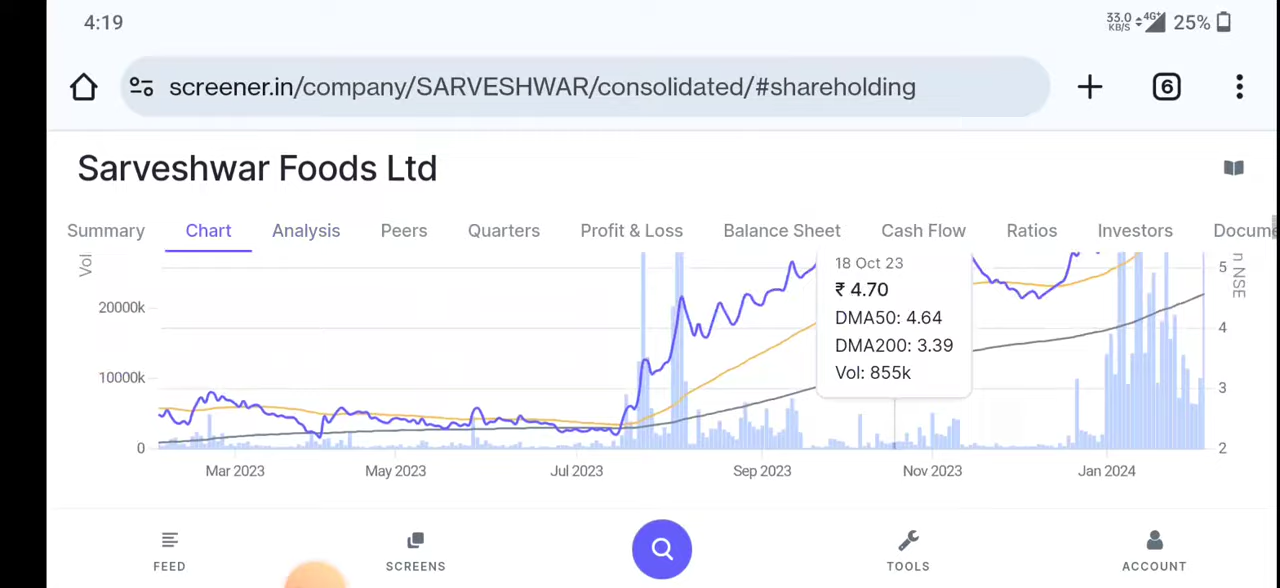 4:19
33.0 KB/S 4G+ 25%
screener.in/company/SARVESHWAR/consolidated/#shareholding
6
Sarveshwar Foods Ltd
Summary Chart Analysis Peers Quarters Profit & Loss Balance Sheet Cash Flow Ratios Investors Docume
Vol
20000k
10000k
0
18 Oct 23
₹ 4.70
DMA50: 4.64
DMA200: 3.39
Vol: 855k
5
4
3
2
n NSE
Mar 2023 May 2023 Jul 2023 Sep 2023 Nov 2023 Jan 2024
FEED SCREENS TOOLS ACCOUNT